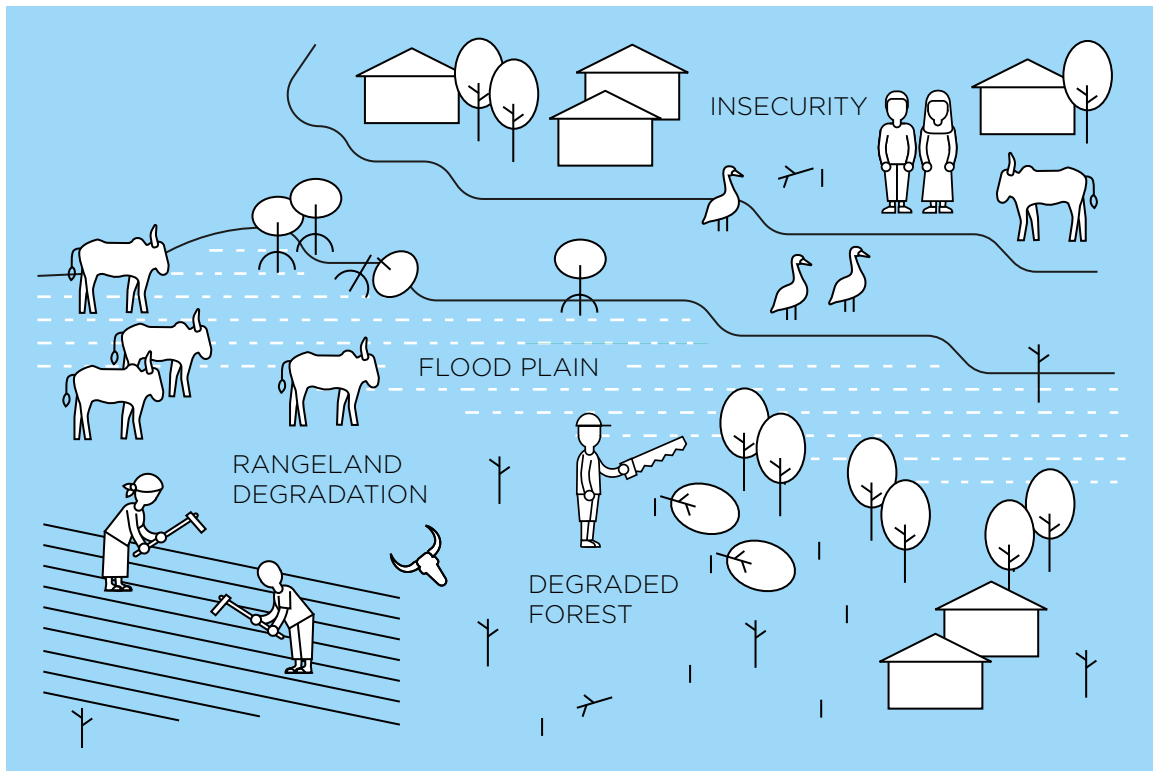 INSECURITY
FLOOD PLAIN
RANGELAND
DEGRADATION
DEGRADED
FOREST